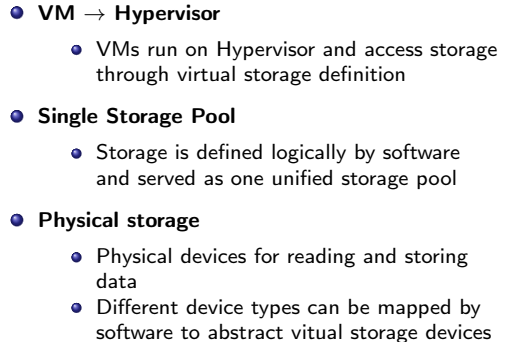 VM → Hypervisor
VMs run on Hypervisor and access storage
through virtual storage definition
Single Storage Pool
Storage is defined logically by software
and served as one unified storage pool
Physical storage
Physical devices for reading and storing
data
Different device types can be mapped by
software to abstract vitual storage devices